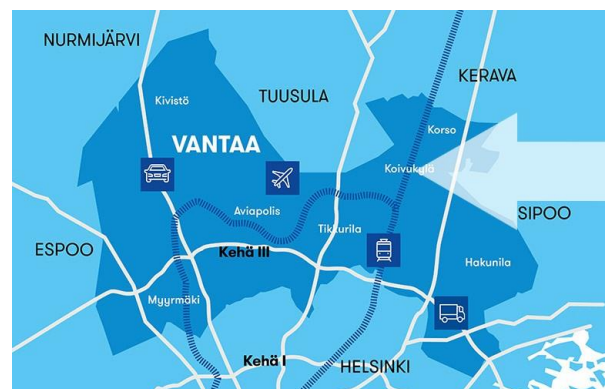 NURMIJÄRVI
KERAVA
TUUSULA
Kivistö
Korso
VANTAA
Koivukylä
Aviapolis
SIPOO
Tikkurila
ESPOO
Kehä III
Hakunila
Myyrmäki
Kehä I
HELSINKI